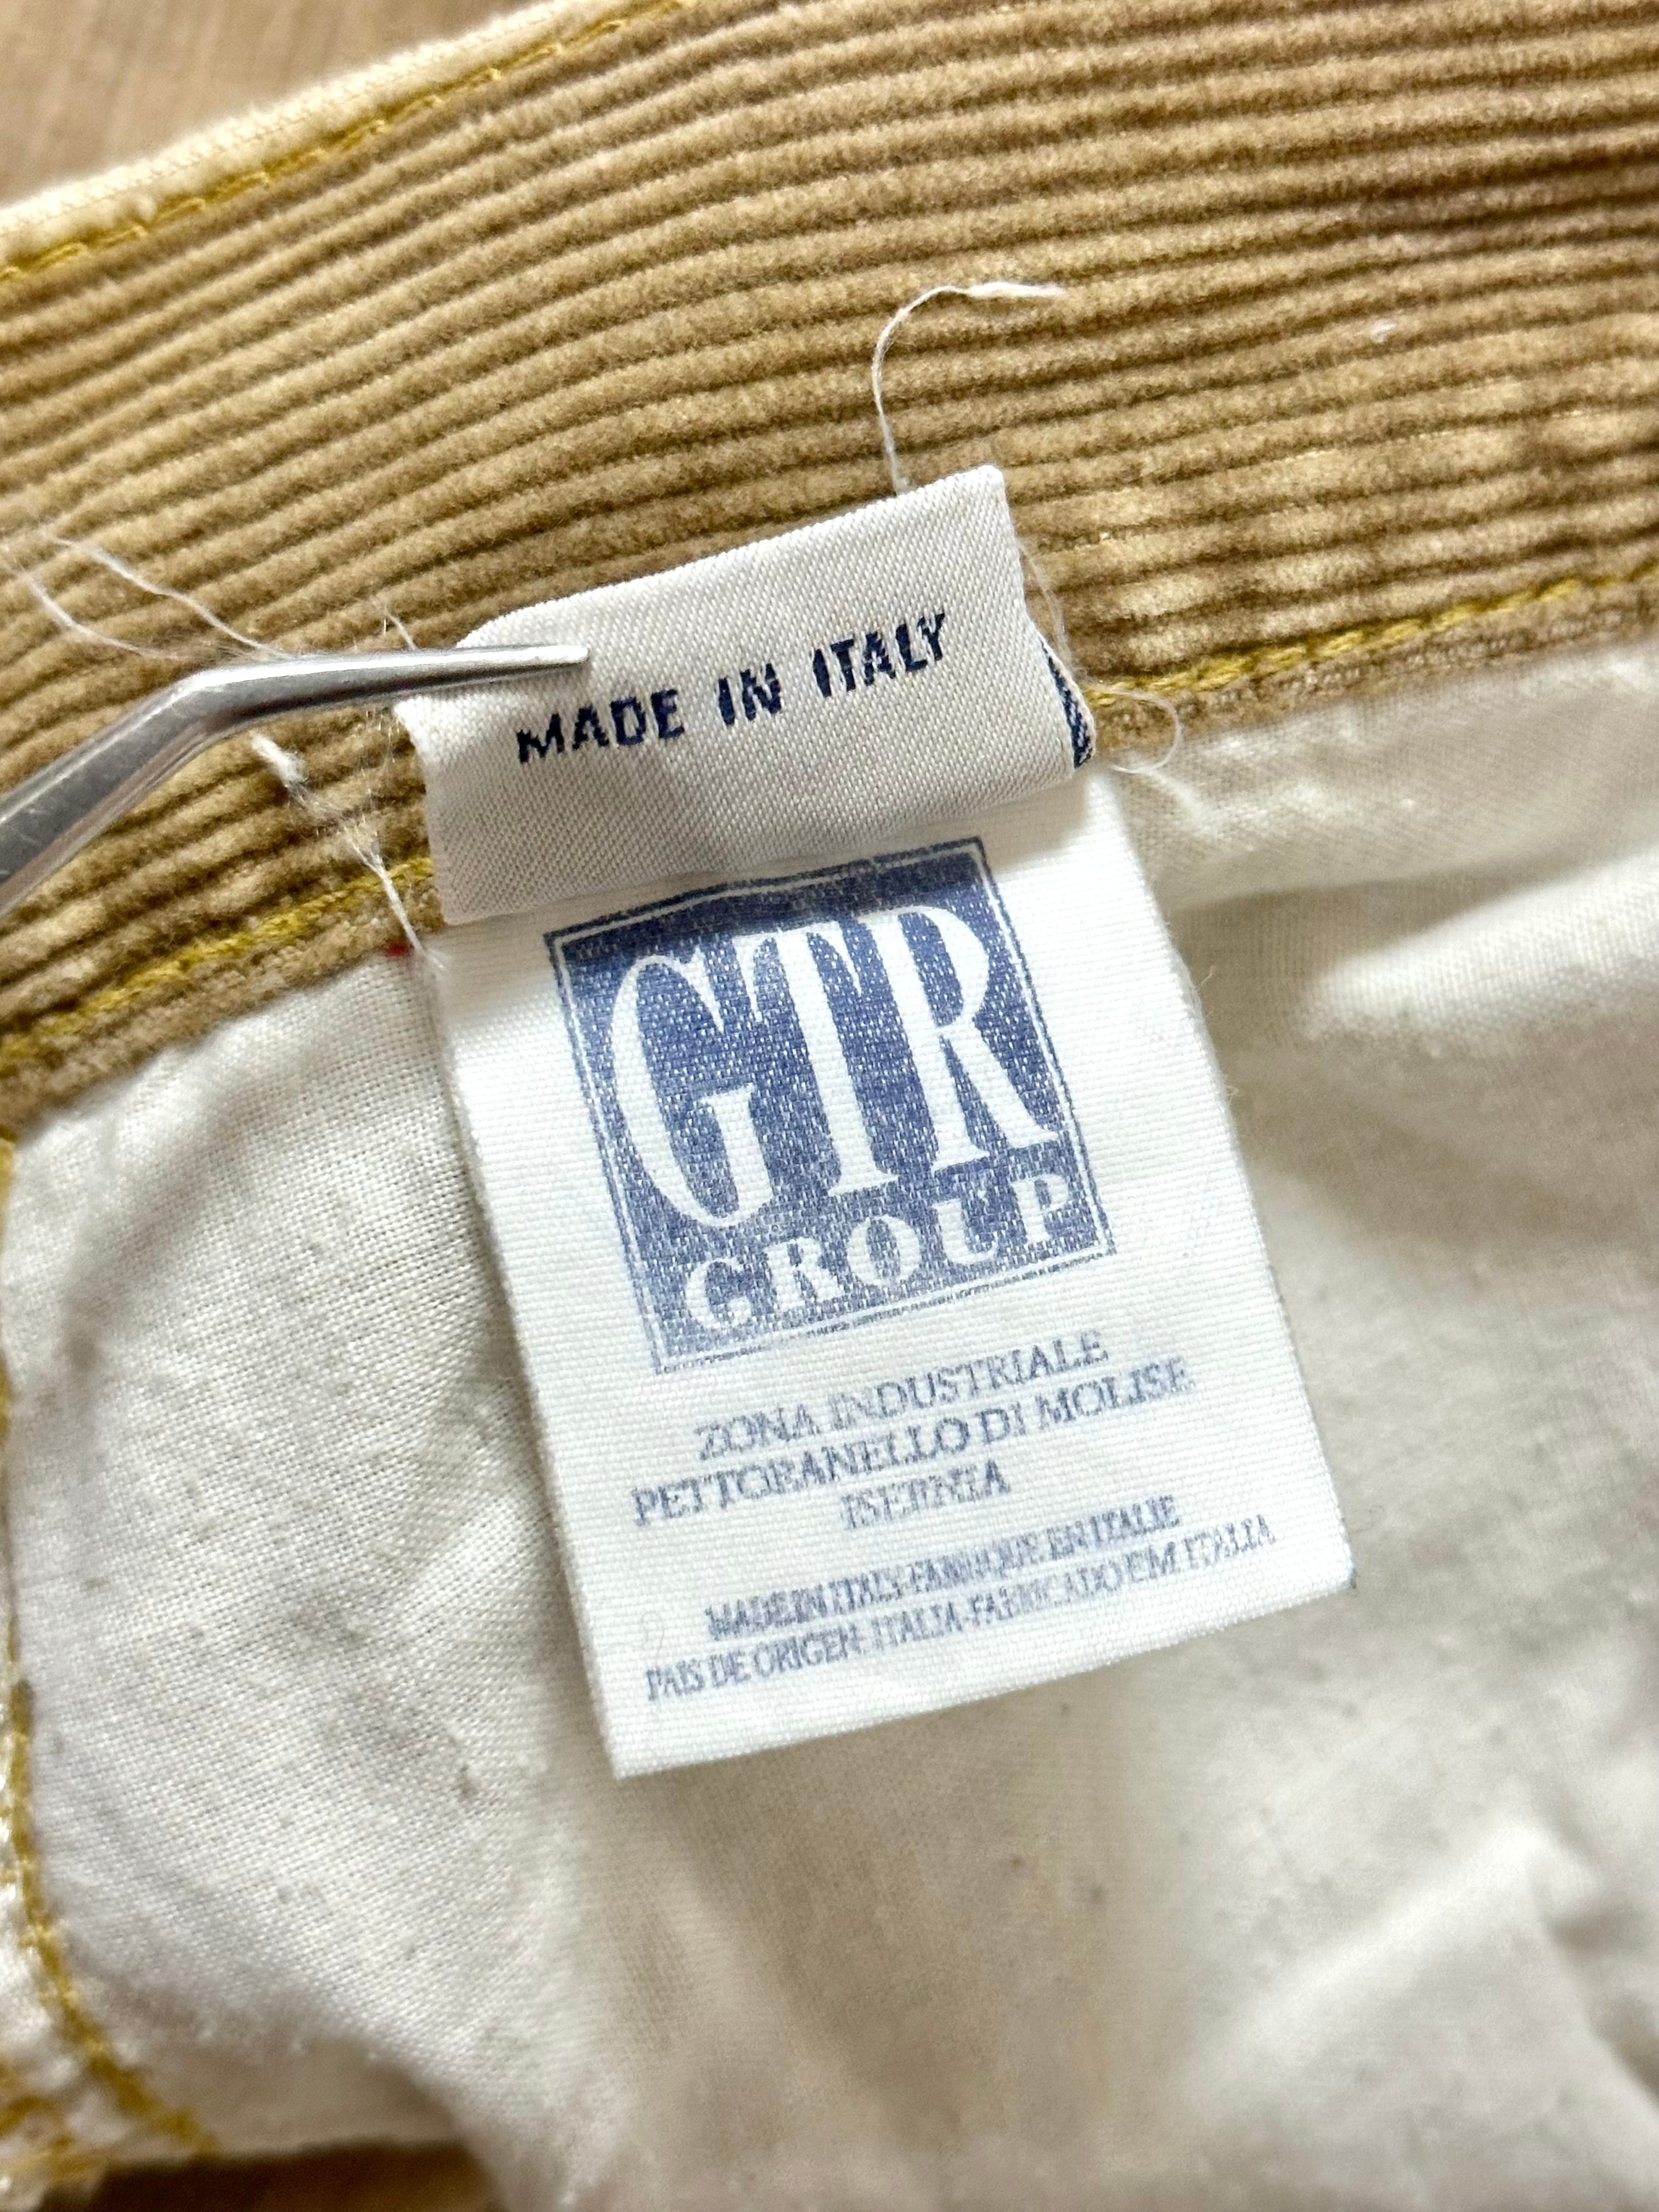 MADE IN ITALY
GTR
GROUP
ZONA INDUSTRIALE
PETTORANELLO DI MOLISE
ISERNIA
MADE IN ITALY-FABRIQUE EN ITALIE
PAIS DE ORIGEN: ITALIA-FABRICADO EM ITALIA